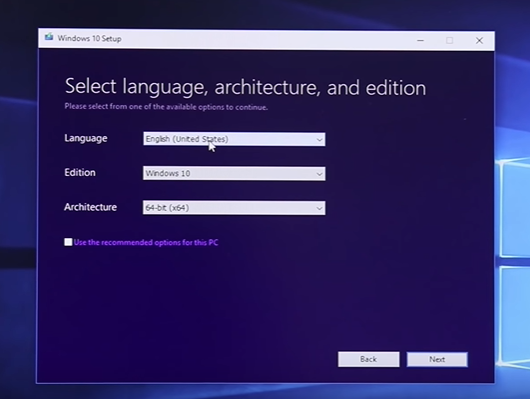 Windows 10 Setup
Select language, architecture, and edition
Please select from one of the available options to continue.
Language
English (United States)
Edition
Windows 10
Architecture
64-bit (x64)
Use the recommended options for this PC
Back
Next